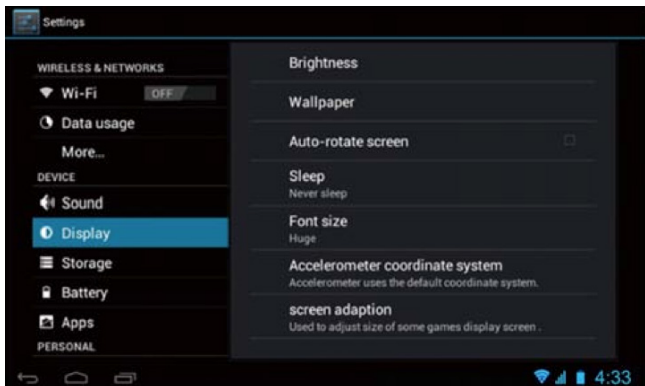 Settings
WIRELESS & NETWORKS
Wi-Fi OFF
Data usage
More...
DEVICE
Sound
Display
Storage
Battery
Apps
PERSONAL
Brightness
Wallpaper
Auto-rotate screen
Sleep
Never sleep
Font size
Huge
Accelerometer coordinate system
Accelerometer uses the default coordinate system.
screen adaption
Used to adjust size of some games display screen .
4:33